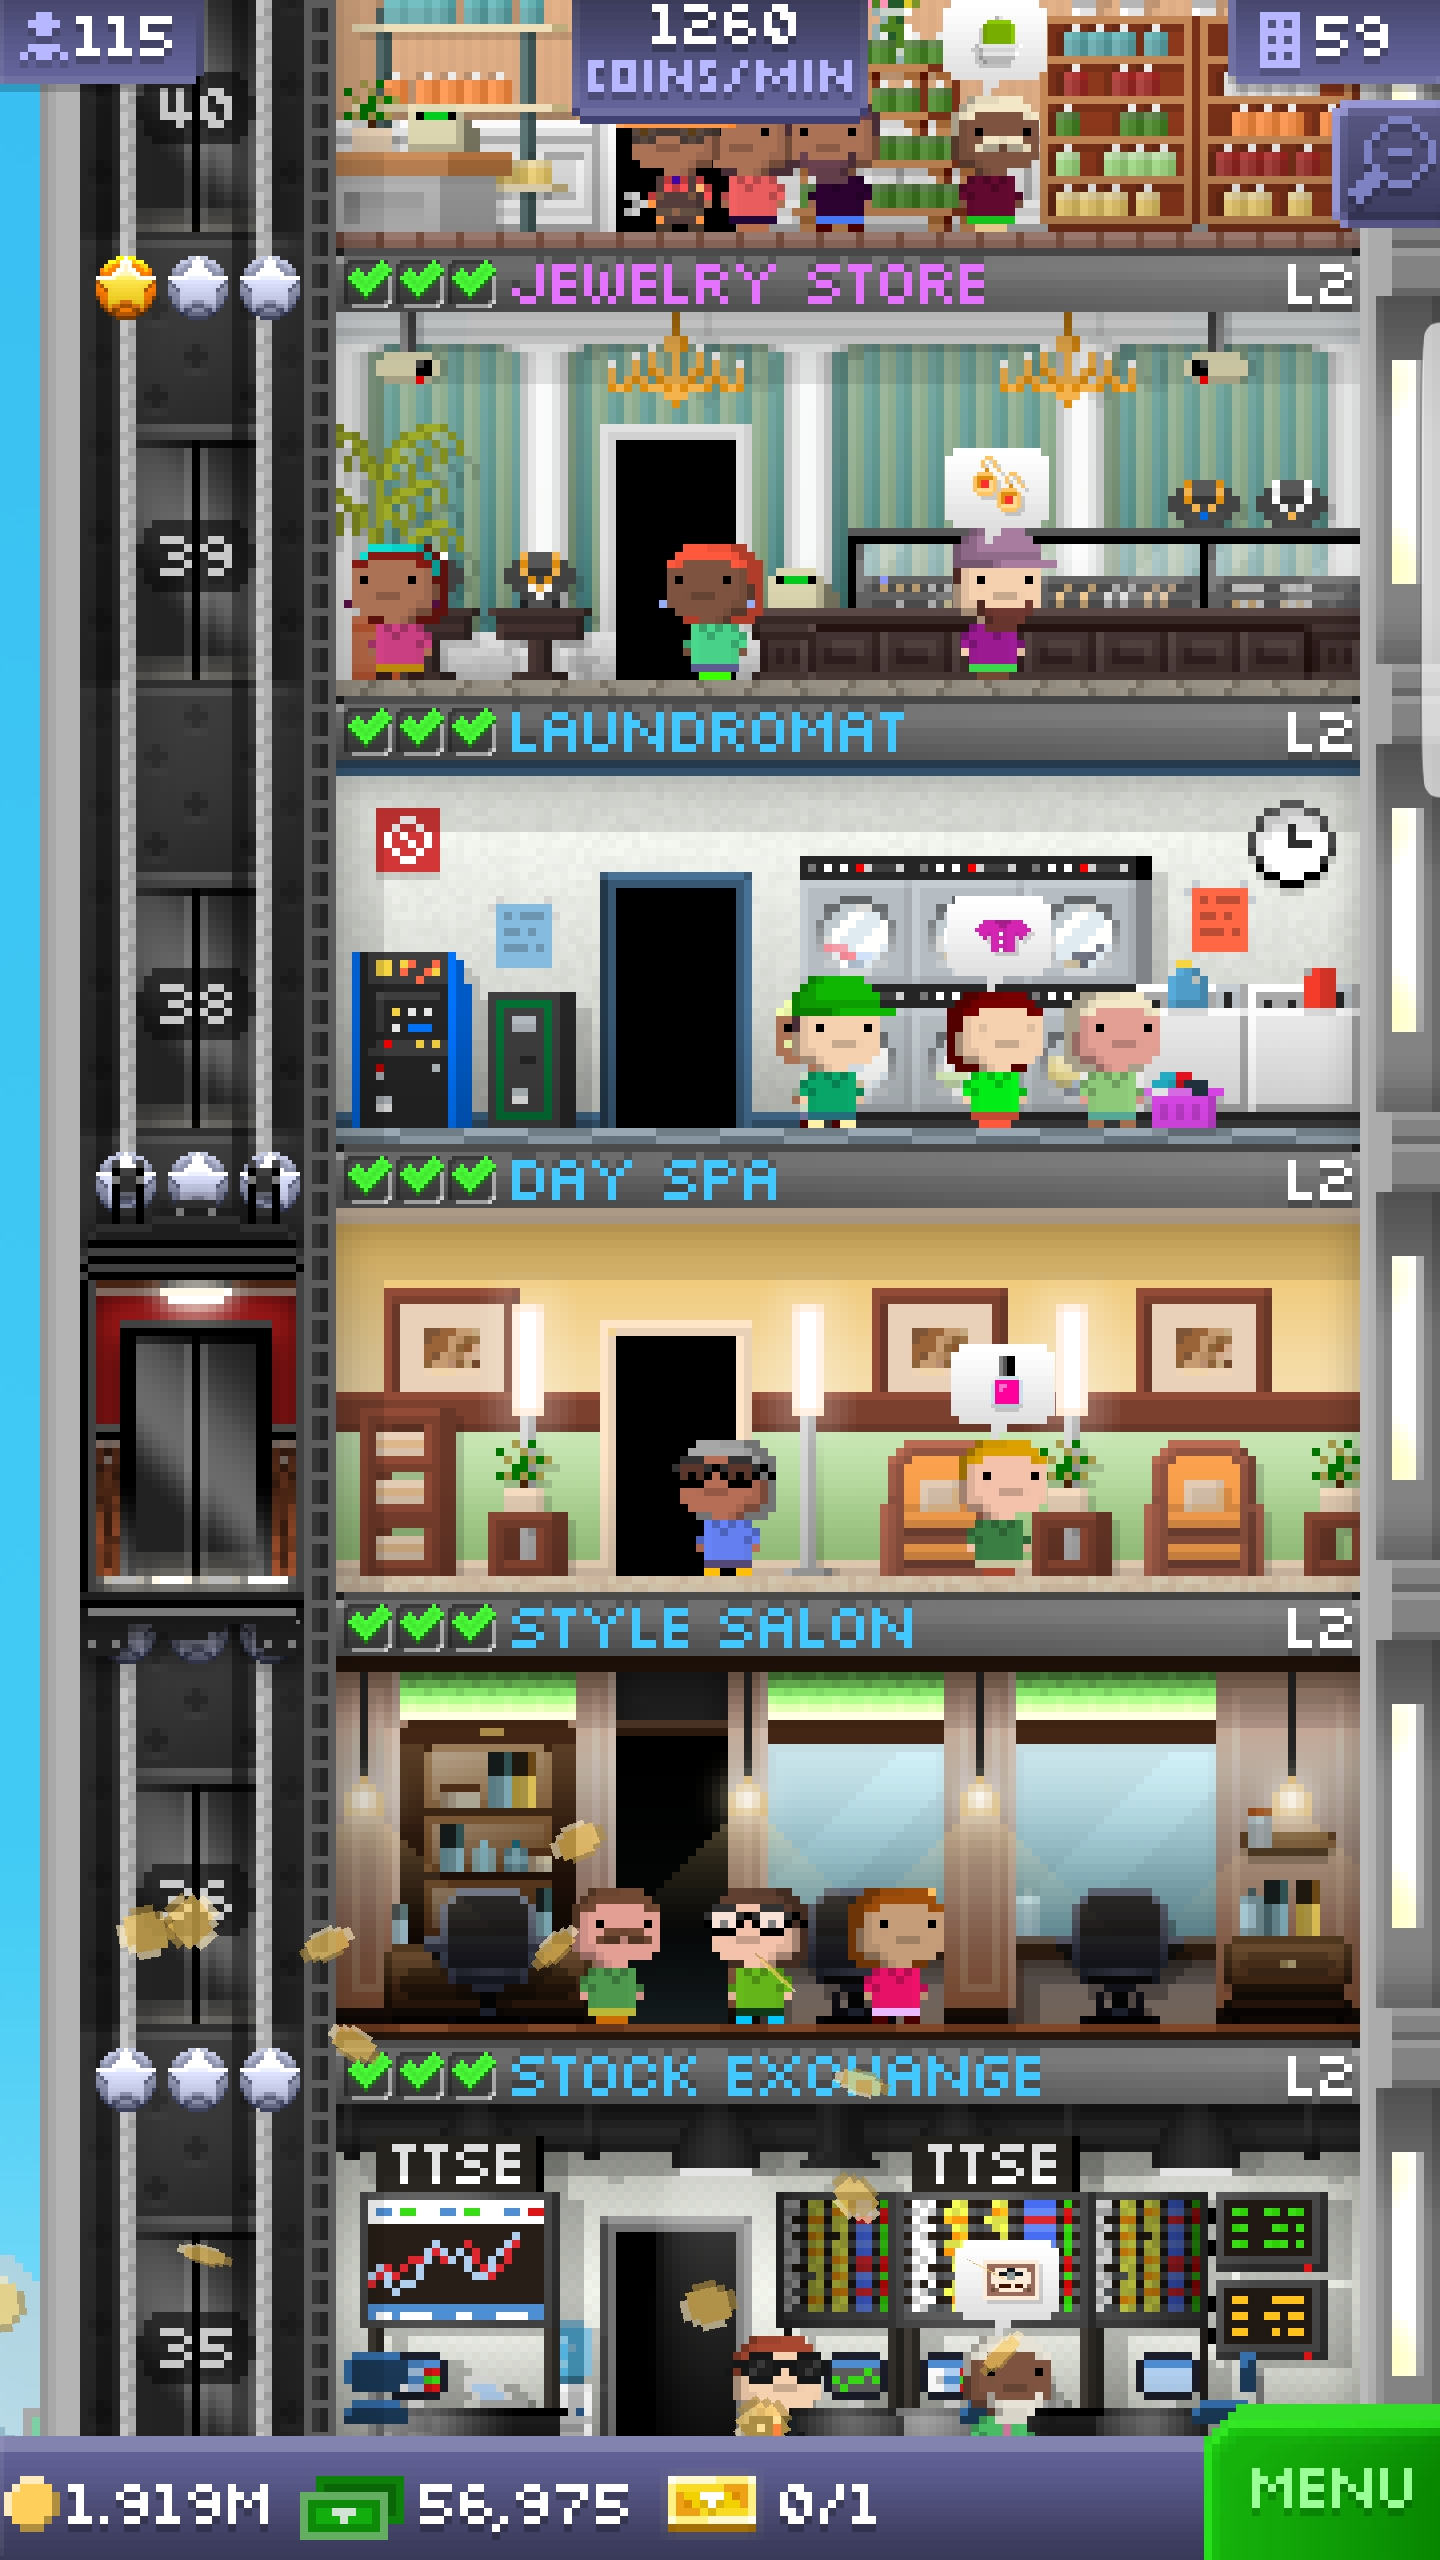 115
1260
COINS/MIN
59
40
JEWELRY STORE L2
39
LAUNDROMAT L2
38
DAY SPA L2
STYLE SALON L2
STOCK EXCHANGE L2
TTSE TTSE
35
1.919M 56,975 0/1 MENU